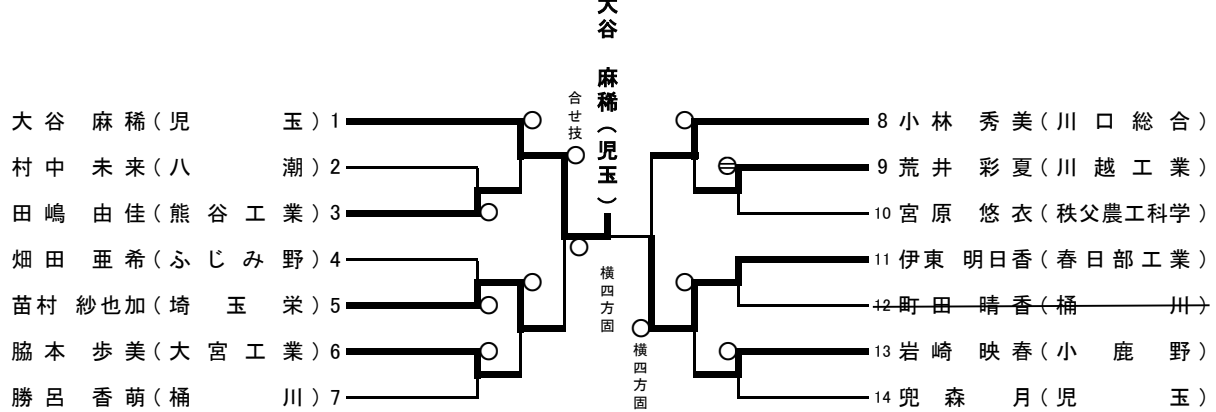 大谷 麻稀（児玉）
合せ技
大谷 麻稀(児 玉) 1
村中 未来(八 潮) 2
田嶋 由佳(熊谷工業) 3
畑田 亜希(ふじみ野) 4
苗村 紗也加(埼玉栄) 5
脇本 歩美(大宮工業) 6
勝呂 香萌(桶 川) 7
横四方固
横四方固
8 小林 秀美(川口総合)
9 荒井 彩夏(川越工業)
10 宮原 悠衣(秩父農工科学)
11 伊東 明日香(春日部工業)
12 町田 晴香(桶 川)
13 岩崎 映春(小鹿野)
14 兜森 月(児 玉)